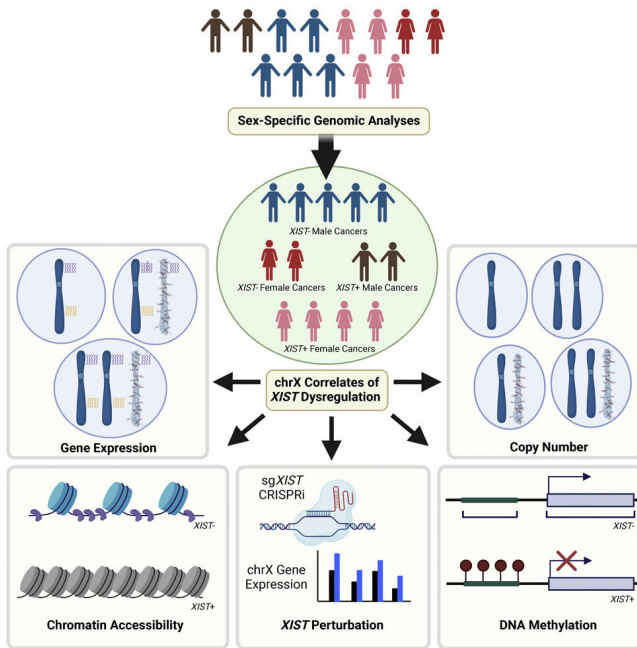 Sex-Specific Genomic Analyses
XIST- Male Cancers
XIST- Female Cancers
XIST+ Male Cancers
XIST+ Female Cancers
chrX Correlates of
XIST Dysregulation
Gene Expression
Copy Number
XIST-
XIST+
Chromatin Accessibility
sgXIST
CRISPRi
chrX Gene
Expression
XIST Perturbation
XIST-
XIST+
DNA Methylation